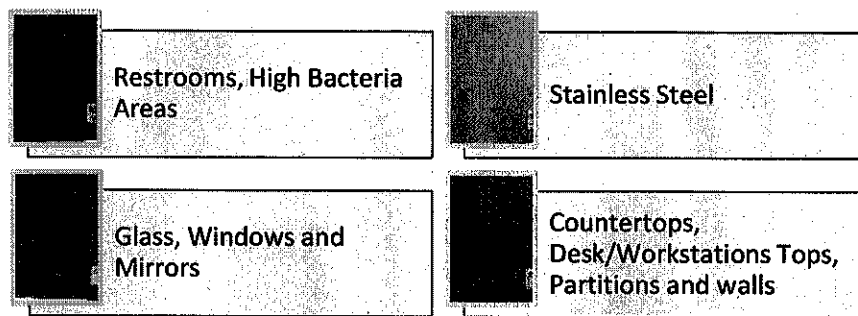 Restrooms, High Bacteria
Areas
Stainless Steel
Glass, Windows and
Mirrors
Countertops,
Desk/Workstations Tops,
Partitions and walls